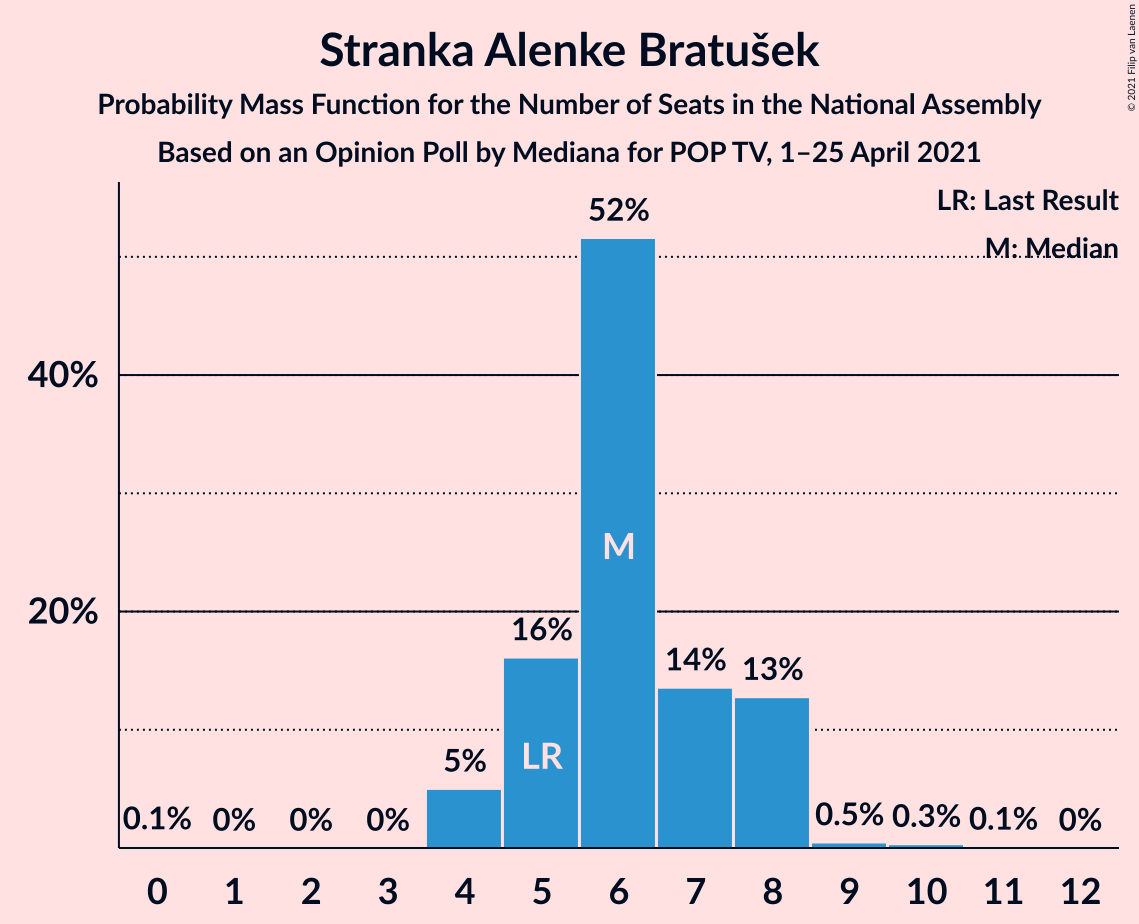 Stranka Alenke Bratušek
Probability Mass Function for the Number of Seats in the National Assembly
Based on an Opinion Poll by Mediana for POP TV, 1–25 April 2021
© 2021 Filip van Laenen
LR: Last Result
M: Median
52%
40%
M
20%
16%
14%
13%
LR
5%
0.1% 0% 0% 0% 0.5% 0.3% 0.1% 0%
0 1 2 3 4 5 6 7 8 9 10 11 12